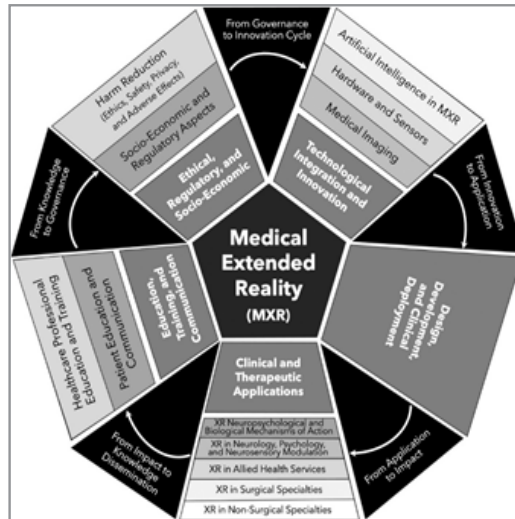 From Governance
to Innovation Cycle
Harm Reduction
(Ethics, Safety, Privacy,
and Adverse Effects)
Socio-Economic and
Regulatory Aspects
Ethical,
Regulatory, and
Socio-Economic
Artificial Intelligence in MXR
Hardware and Sensors
Medical Imaging
Technological
Integration and
Innovation
From Knowledge
to Governance
From Innovation
to Application
Medical
Extended
Reality
(MXR)
Healthcare Professional
Education and Training
Patient Education and
Communication
Education,
Training, and
Communication
Design,
Development,
and Clinical
Deployment
Clinical and
Therapeutic
Applications
XR Neuropsychological and
Biological Mechanisms of Action
XR in Neurology, Psychology,
and Neurosensory Modulation
XR in Allied Health Services
XR in Surgical Specialties
XR in Non-Surgical Specialties
From Impact to
Knowledge
Dissemination
From Application
to Impact